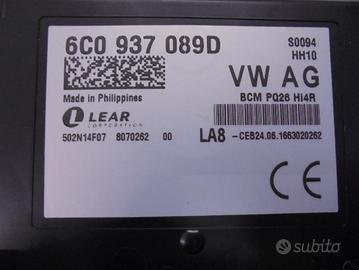 6C0 937 089D
S0094
HH10
VW AG
BCM PQ26 HI4R
Made in Philippines
LEAR
CORPORATION
502N14F07 8070262 00
LA8 -CEB24.06.1663020262
CE
subito